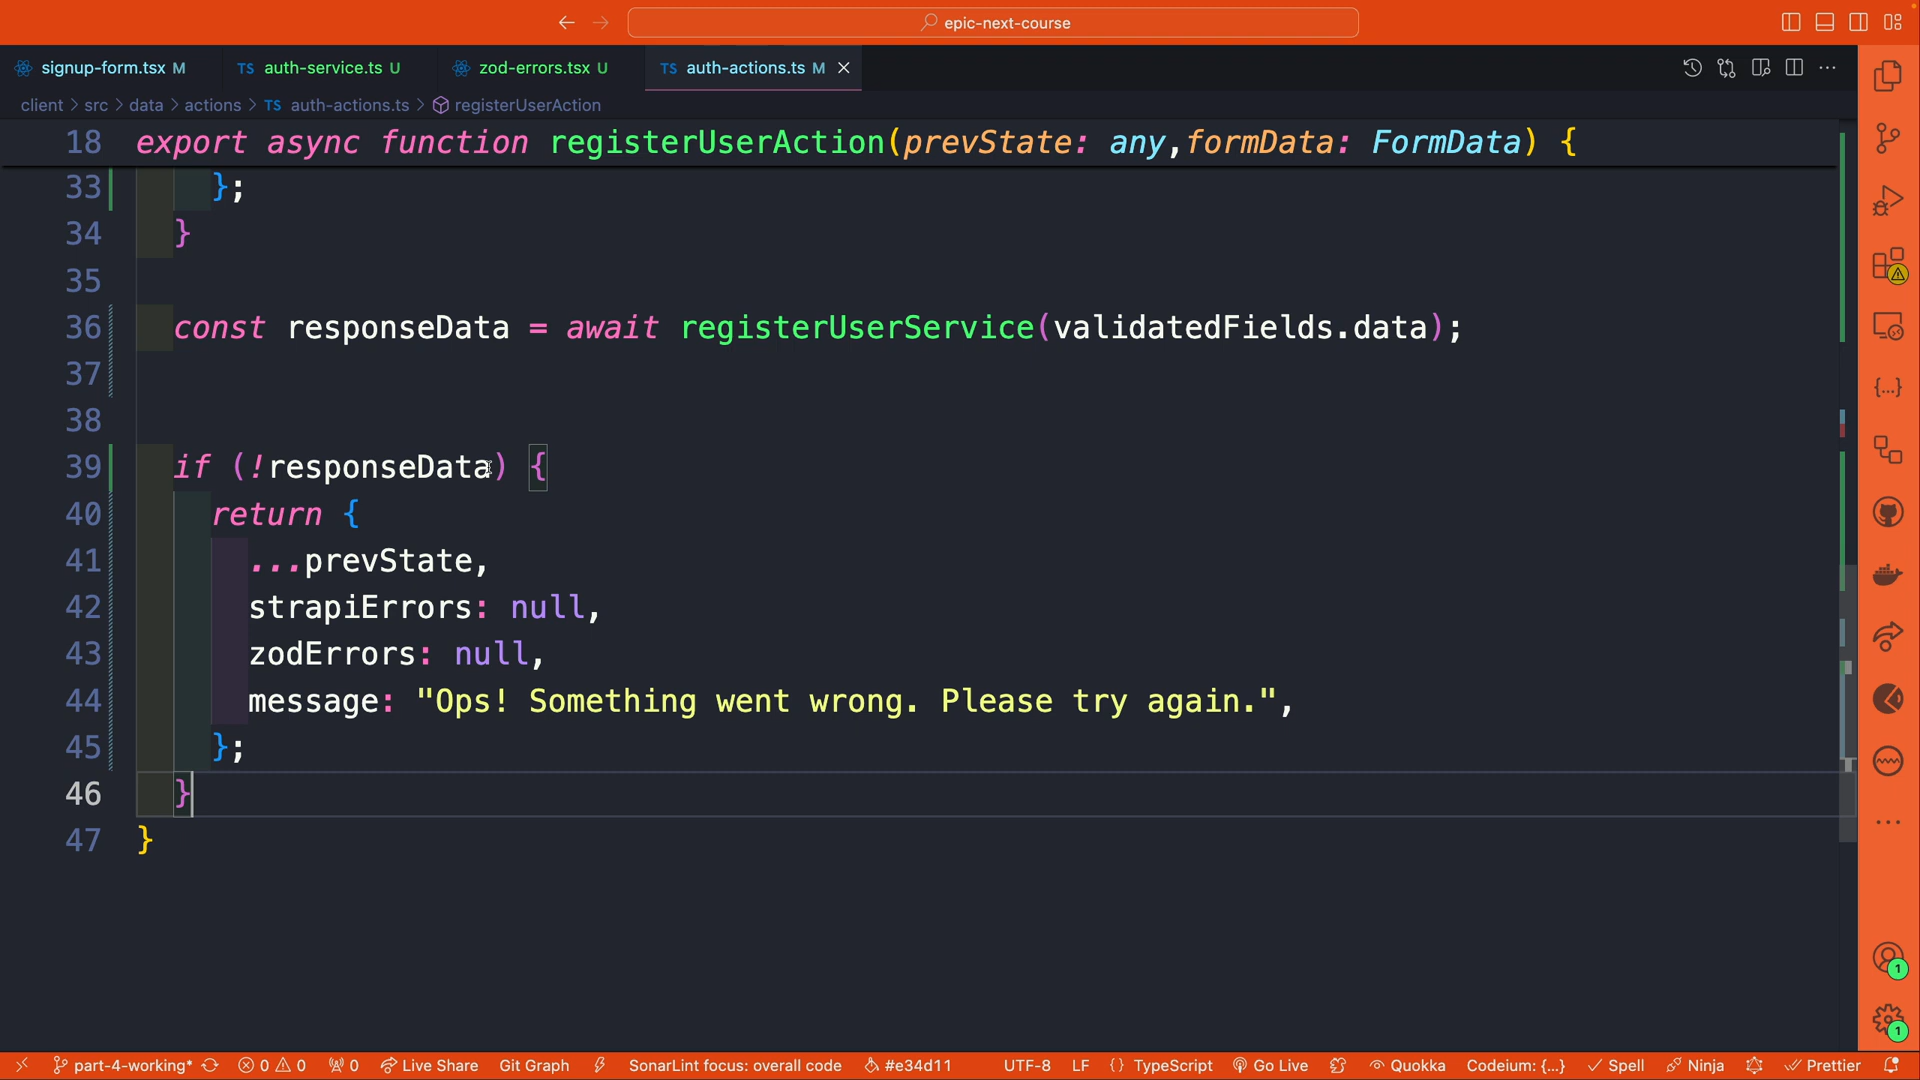 epic-next-course
signup-form.tsx M
TS auth-service.ts U
zod-errors.tsx U
TS auth-actions.ts M
client > src > data > actions > TS auth-actions.ts > registerUserAction
18 export async function registerUserAction(prevState: any,formData: FormData) {
33 };
34 }
35
36 const responseData = await registerUserService(validatedFields.data);
37
38
39 if (!responseData) {
40 return {
41 ...prevState,
42 strapiErrors: null,
43 zodErrors: null,
44 message: "Ops! Something went wrong. Please try again.",
45 };
46 }
47 }
1
1
part-4-working* 0 0 0 Live Share Git Graph SonarLint focus: overall code #e34d11 UTF-8 LF {} TypeScript Go Live Quokka Codeium: {...} Spell Ninja Prettier